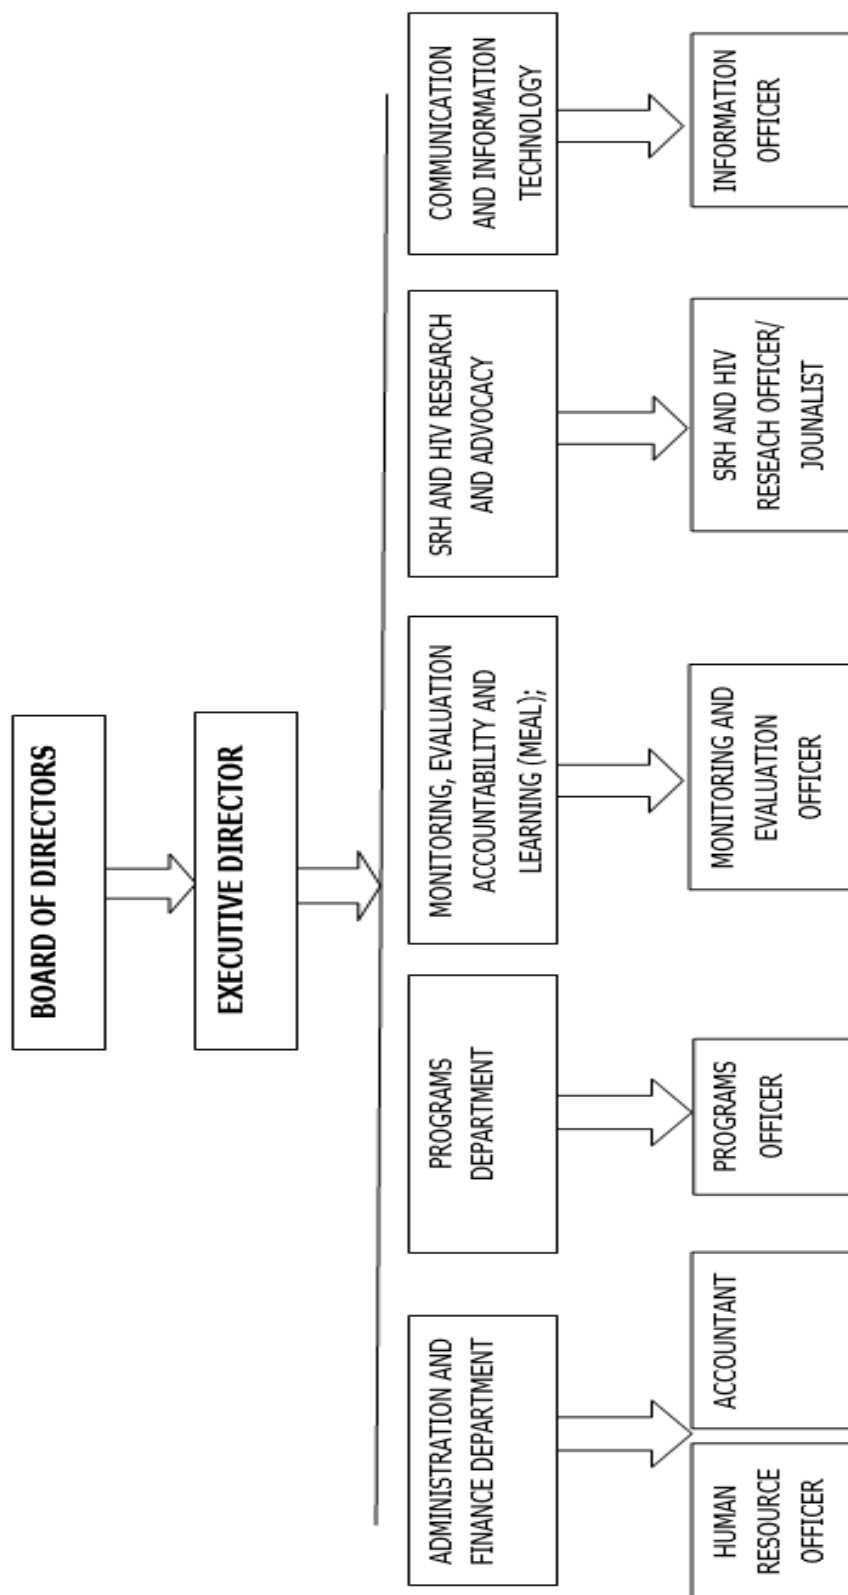 BOARD OF DIRECTORS
EXECUTIVE DIRECTOR
ADMINISTRATION AND
FINANCE DEPARTMENT
PROGRAMS
DEPARTMENT
MONITORING, EVALUATION
ACCOUNTABILITY AND
LEARNING (MEAL);
SRH AND HIV RESEARCH
AND ADVOCACY
COMMUNICATION
AND INFORMATION
TECHNOLOGY
HUMAN
RESOURCE
OFFICER
ACCOUNTANT
PROGRAMS
OFFICER
MONITORING AND
EVALUATION
OFFICER
SRH AND HIV
RESEACH OFFICER/
JOUNALIST
INFORMATION
OFFICER